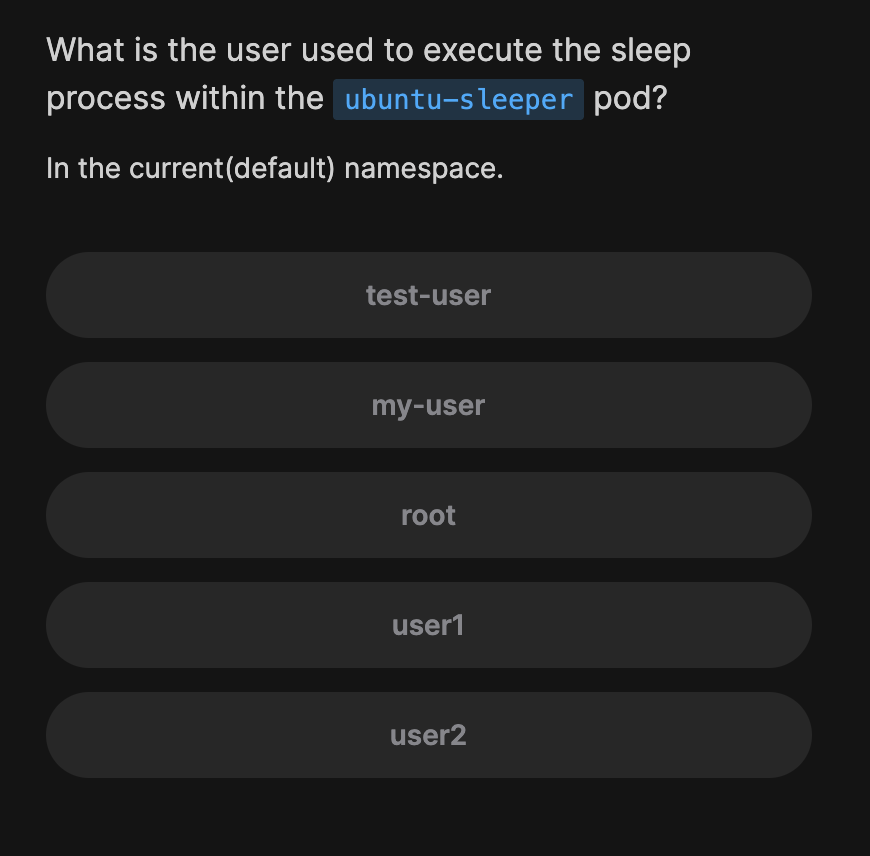 What is the user used to execute the sleep
process within the ubuntu-sleeper pod?
In the current(default) namespace.
test-user
my-user
root
user1
user2